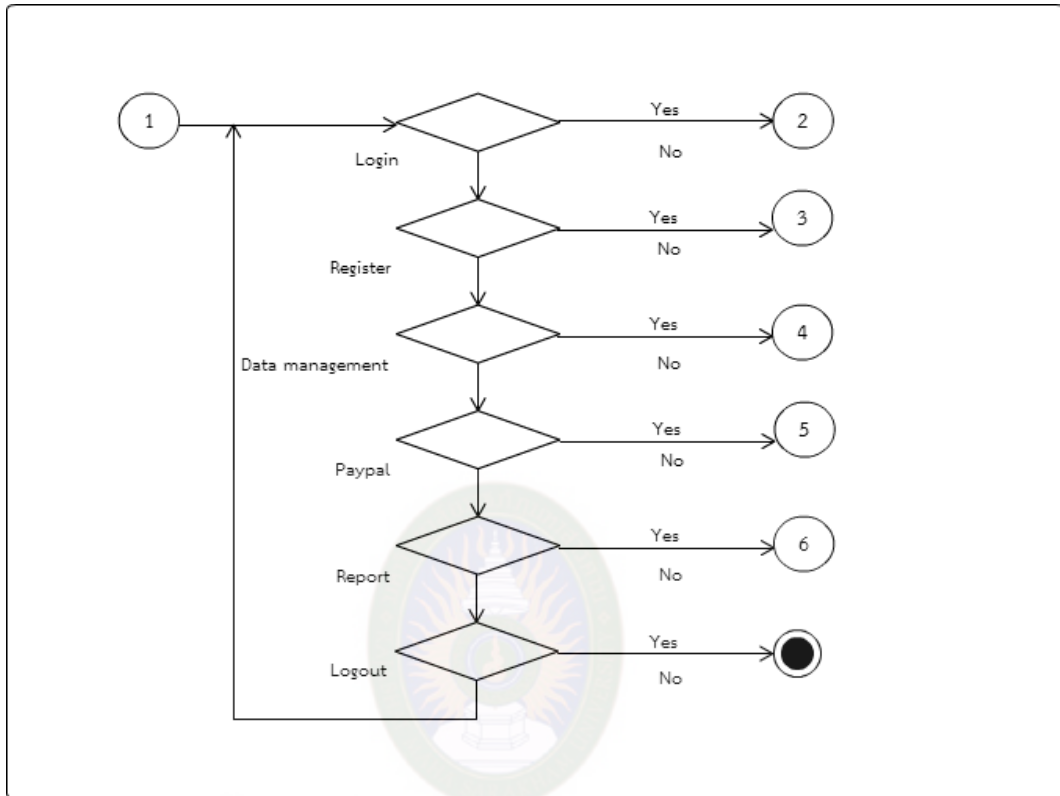 1
Yes
2
Login
No
Yes
3
Register
No
Yes
4
Data management
No
Yes
5
Paypal
No
Yes
6
Report
No
Yes
Logout
No